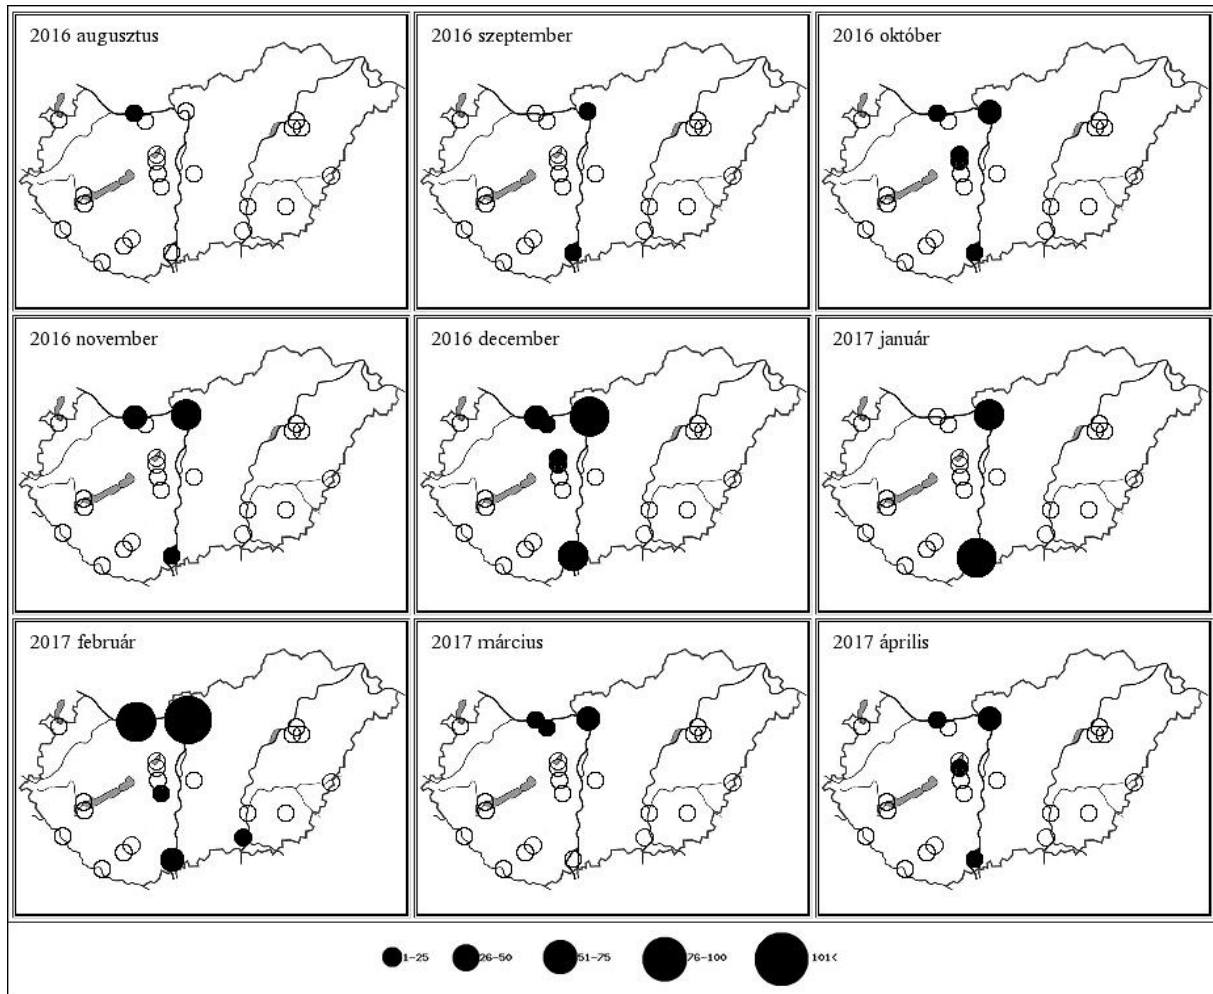 2016 augusztus
2016 szeptember
2016 október
2016 november
2016 december
2017 január
2017 február
2017 március
2017 április
1-25
26-50
51-75
76-100
101<